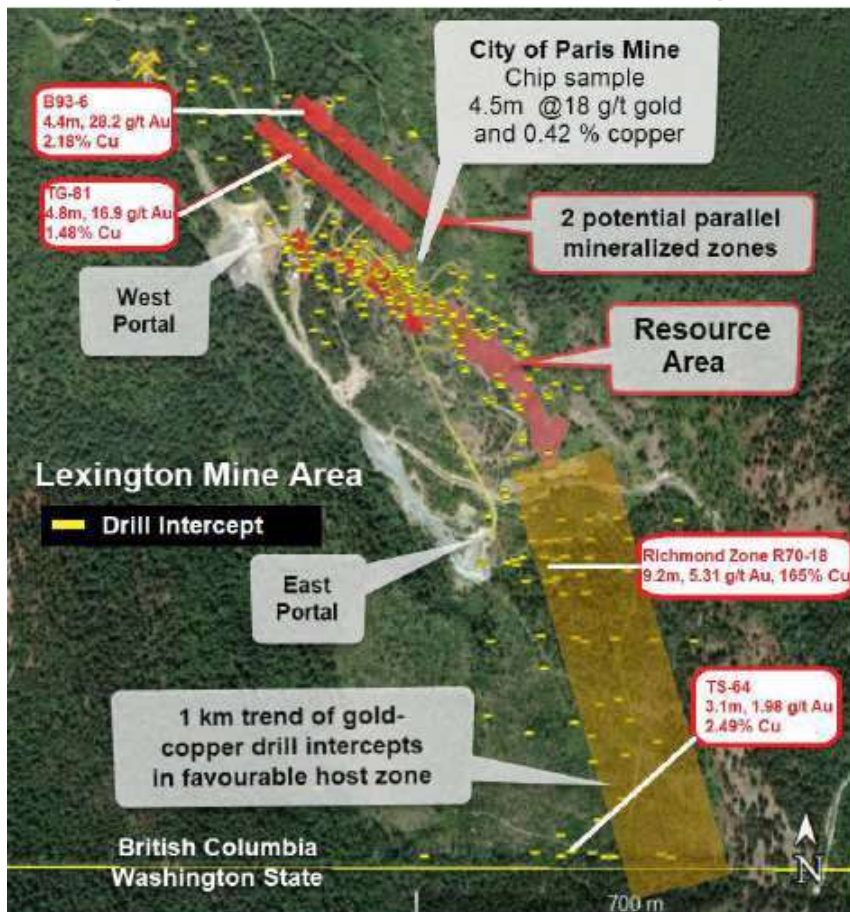 City of Paris Mine
Chip sample
4.5m @18 g/t gold
and 0.42 % copper
B93-6
4.4m, 28.2 g/t Au
2.18% Cu
TG-81
4.8m, 16.9 g/t Au
1.48% Cu
2 potential parallel
mineralized zones
West
Portal
Resource
Area
Lexington Mine Area
Drill Intercept
Richmond Zone R70-18
9.2m, 5.31 g/t Au, 165% Cu
East
Portal
TS-64
3.1m, 1.98 g/t Au
2.49% Cu
1 km trend of gold-
copper drill intercepts
in favourable host zone
British Columbia
Washington State
N
700 m